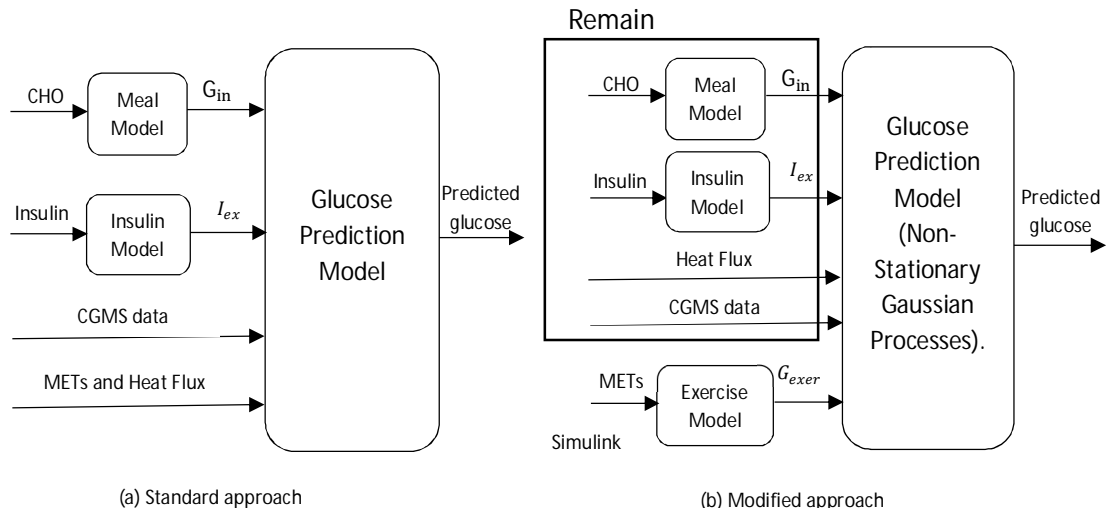 CHO
Meal
Model
G_in
Insulin
Insulin
Model
I_ex
CGMS data
METs and Heat Flux
Glucose
Prediction
Model
Predicted
glucose
(a) Standard approach
Remain
CHO
Meal
Model
G_in
Insulin
Insulin
Model
I_ex
Heat Flux
CGMS data
METs
Exercise
Model
G_exer
Simulink
Glucose
Prediction
Model
(Non-
Stationary
Gaussian
Processes).
Predicted
glucose
(b) Modified approach